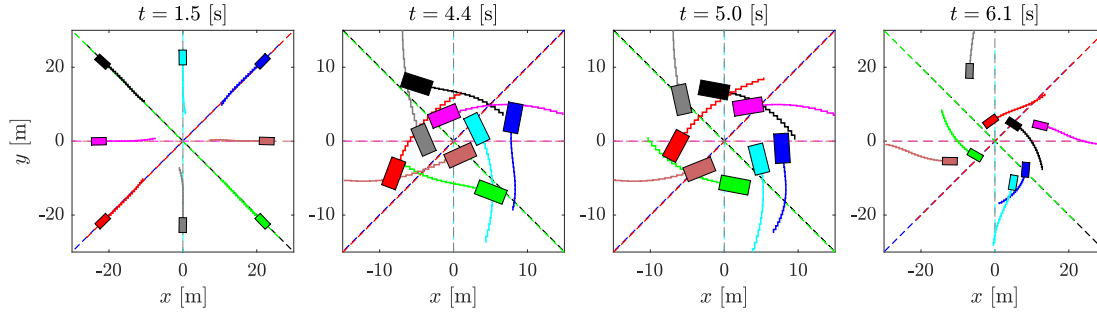 t = 1.5 [s]
t = 4.4 [s]
t = 5.0 [s]
t = 6.1 [s]
y [m]
20
0
-20
-20 0 20
x [m]
10
0
-10
-10 0 10
x [m]
10
0
-10
-10 0 10
x [m]
20
0
-20
-20 0 20
x [m]